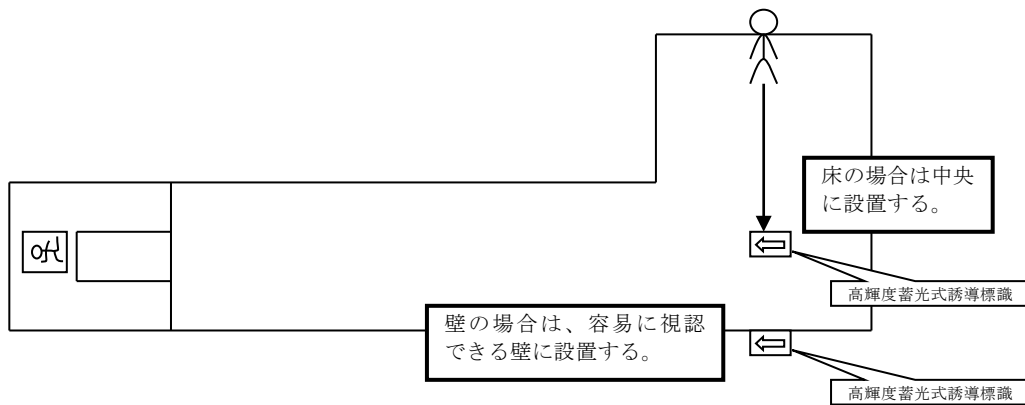 床の場合は中央
に設置する。
高輝度蓄光式誘導標識
壁の場合は、容易に視認
できる壁に設置する。
高輝度蓄光式誘導標識